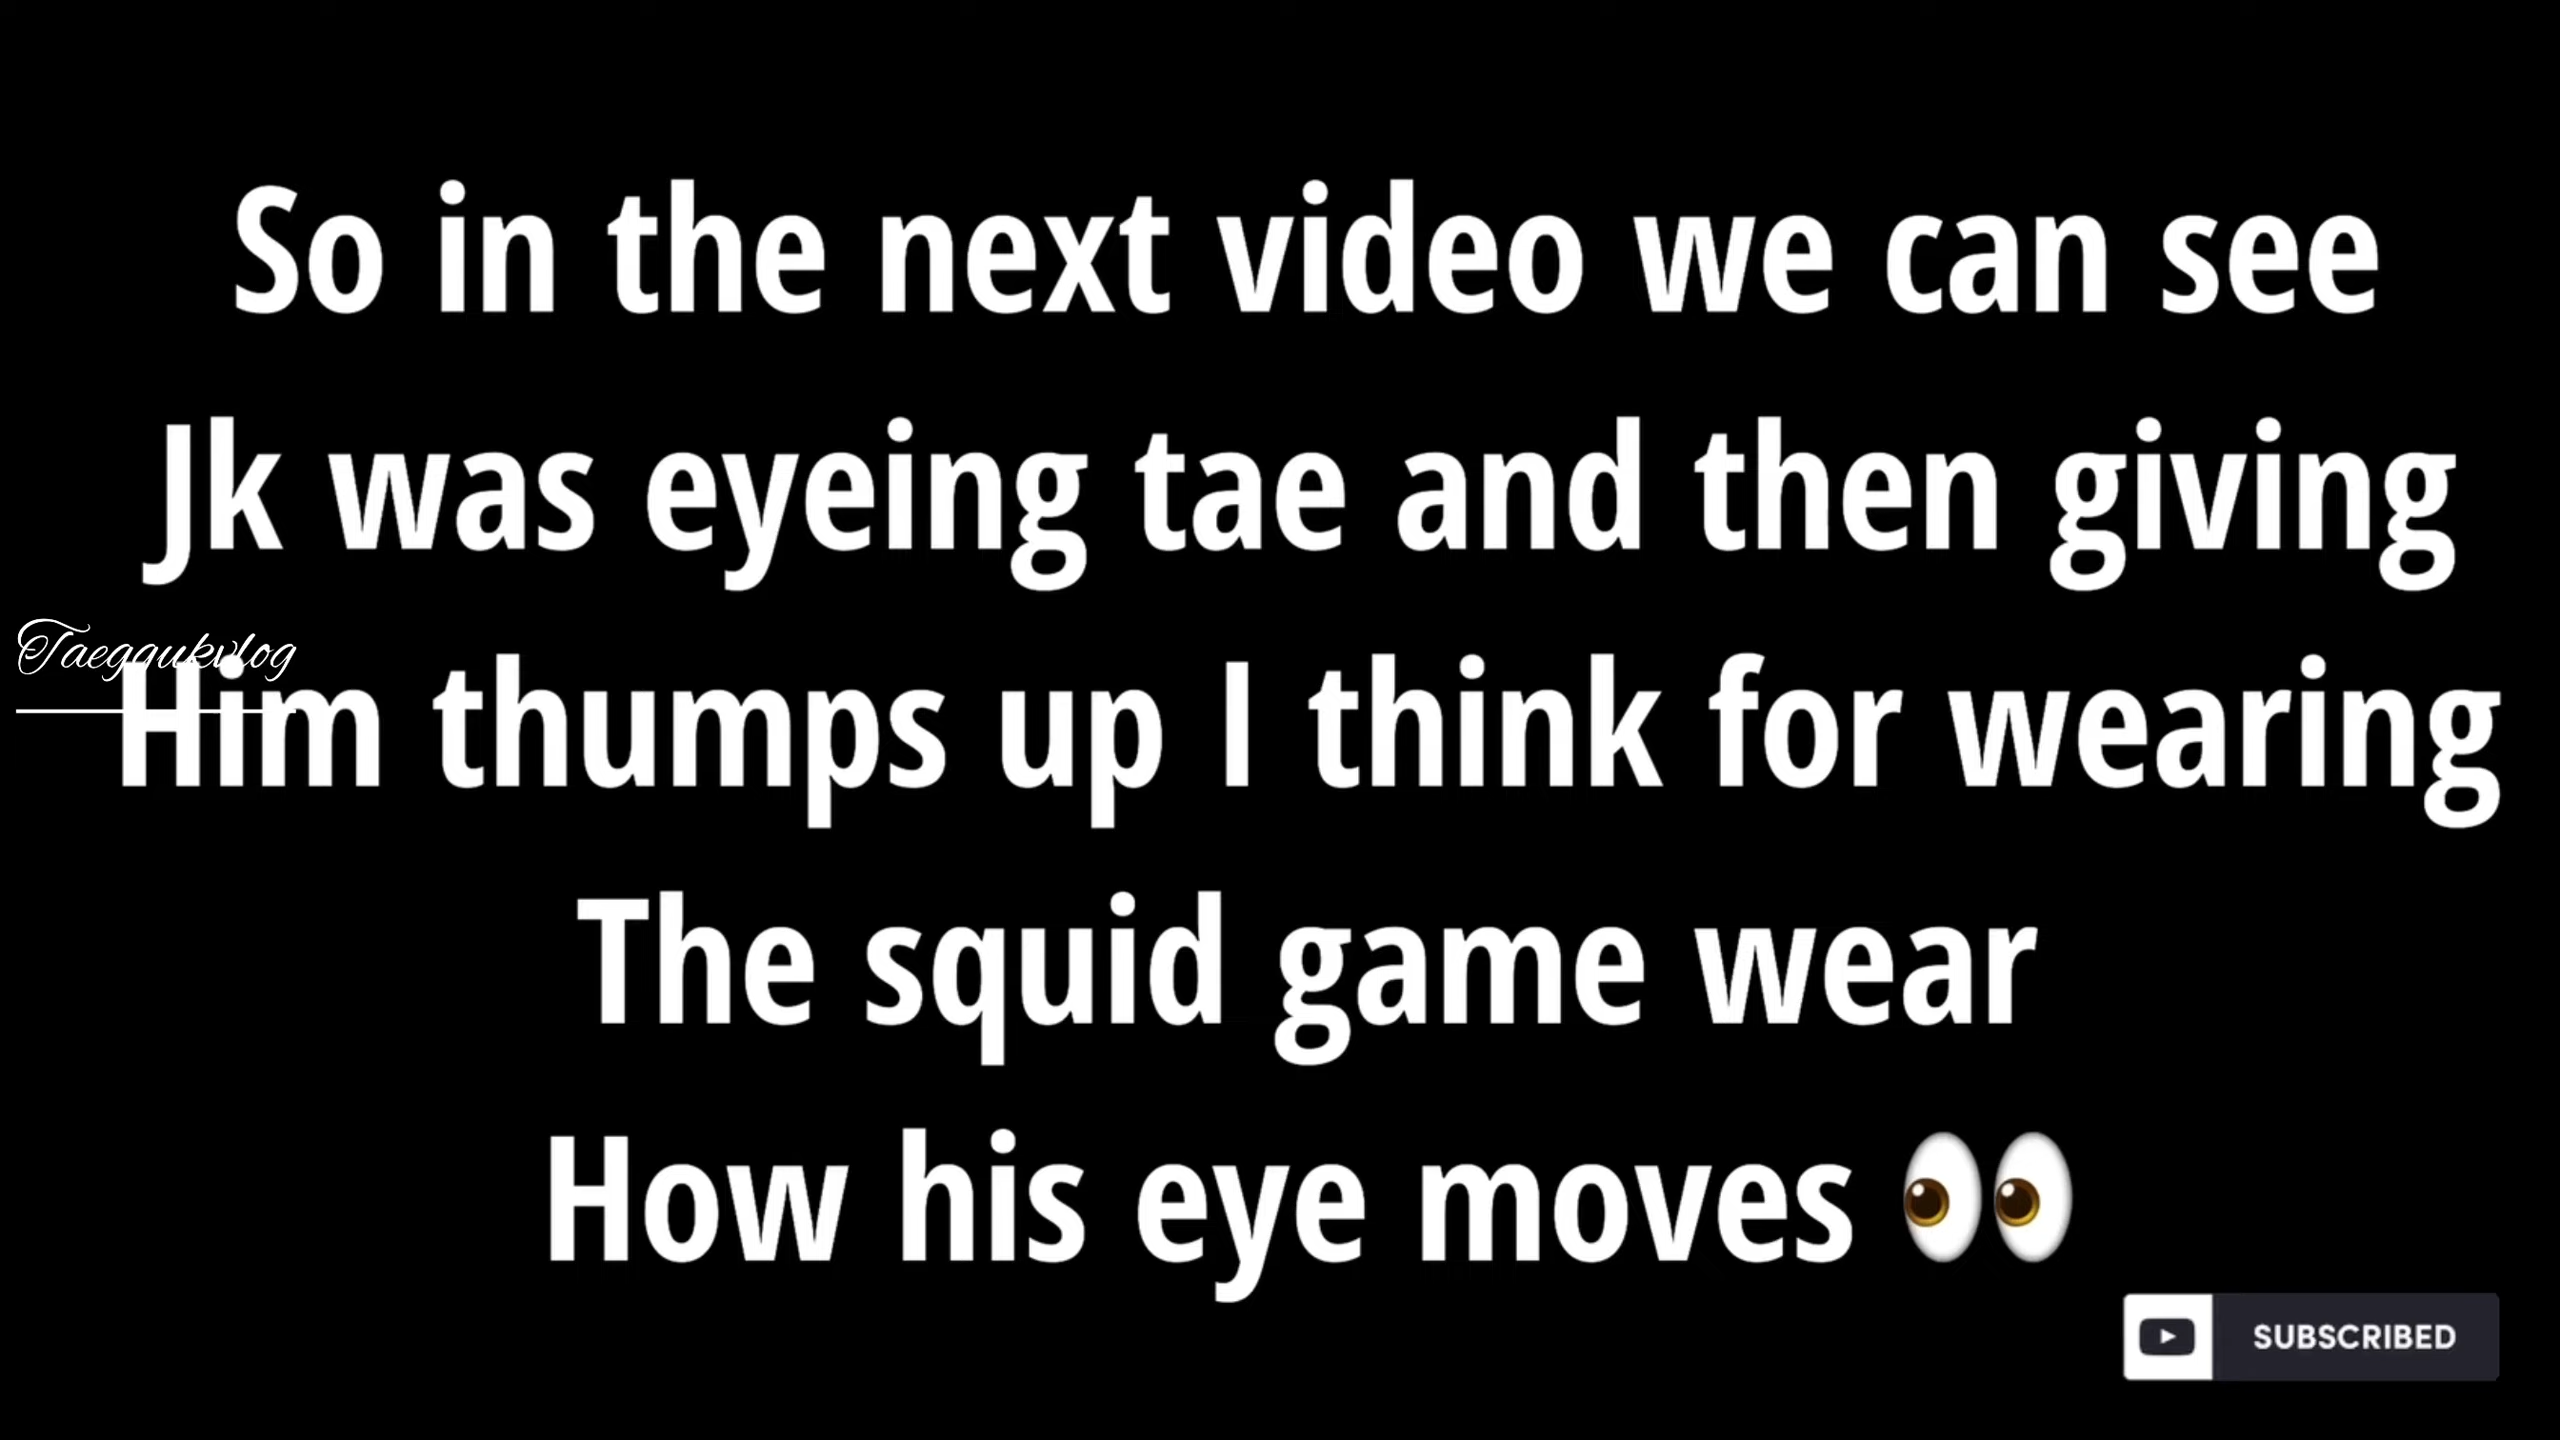 So in the next video we can see
Jk was eyeing tae and then giving
Taeggukvlog
Him thumps up I think for wearing
The squid game wear
How his eye moves 👀
SUBSCRIBED